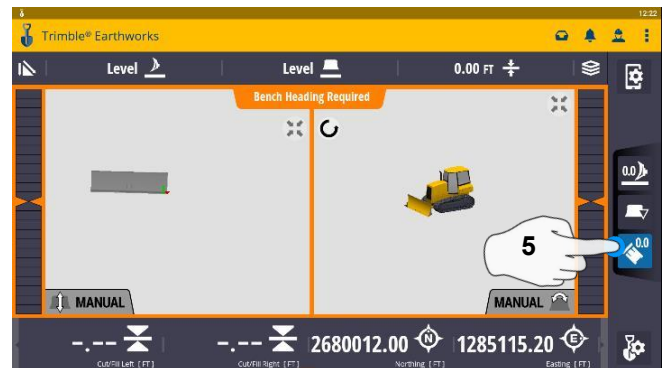 12:22
Trimble® Earthworks
Level Level 0.00 FT
Bench Heading Required
0.0
5 0.0
MANUAL MANUAL
-.-- -.-- 2680012.00 N 1285115.20 E
Cut/Fill Left [FT] Cut/Fill Right [FT] Northing [FT] Easting [FT]